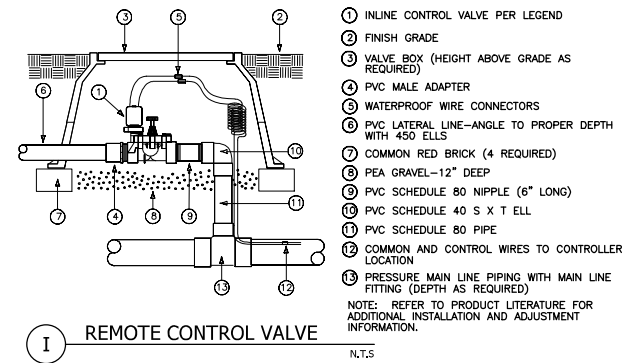 3
5
2
1
6
10
11
7
4
8
9
13
12
1 INLINE CONTROL VALVE PER LEGEND
2 FINISH GRADE
3 VALVE BOX (HEIGHT ABOVE GRADE AS
REQUIRED)
4 PVC MALE ADAPTER
5 WATERPROOF WIRE CONNECTORS
6 PVC LATERAL LINE-ANGLE TO PROPER DEPTH
WITH 450 ELLS
7 COMMON RED BRICK (4 REQUIRED)
8 PEA GRAVEL-12" DEEP
9 PVC SCHEDULE 80 NIPPLE (6" LONG)
10 PVC SCHEDULE 40 S X T ELL
11 PVC SCHEDULE 80 PIPE
12 COMMON AND CONTROL WIRES TO CONTROLLER
LOCATION
13 PRESSURE MAIN LINE PIPING WITH MAIN LINE
FITTING (DEPTH AS REQUIRED)
NOTE: REFER TO PRODUCT LITERATURE FOR
ADDITIONAL INSTALLATION AND ADJUSTMENT
INFORMATION.
I REMOTE CONTROL VALVE
N.T.S